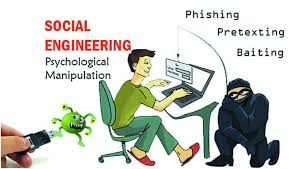 SOCIAL
ENGINEERING
Psychological
Manipulation
Phishing
Pretexting
Baiting